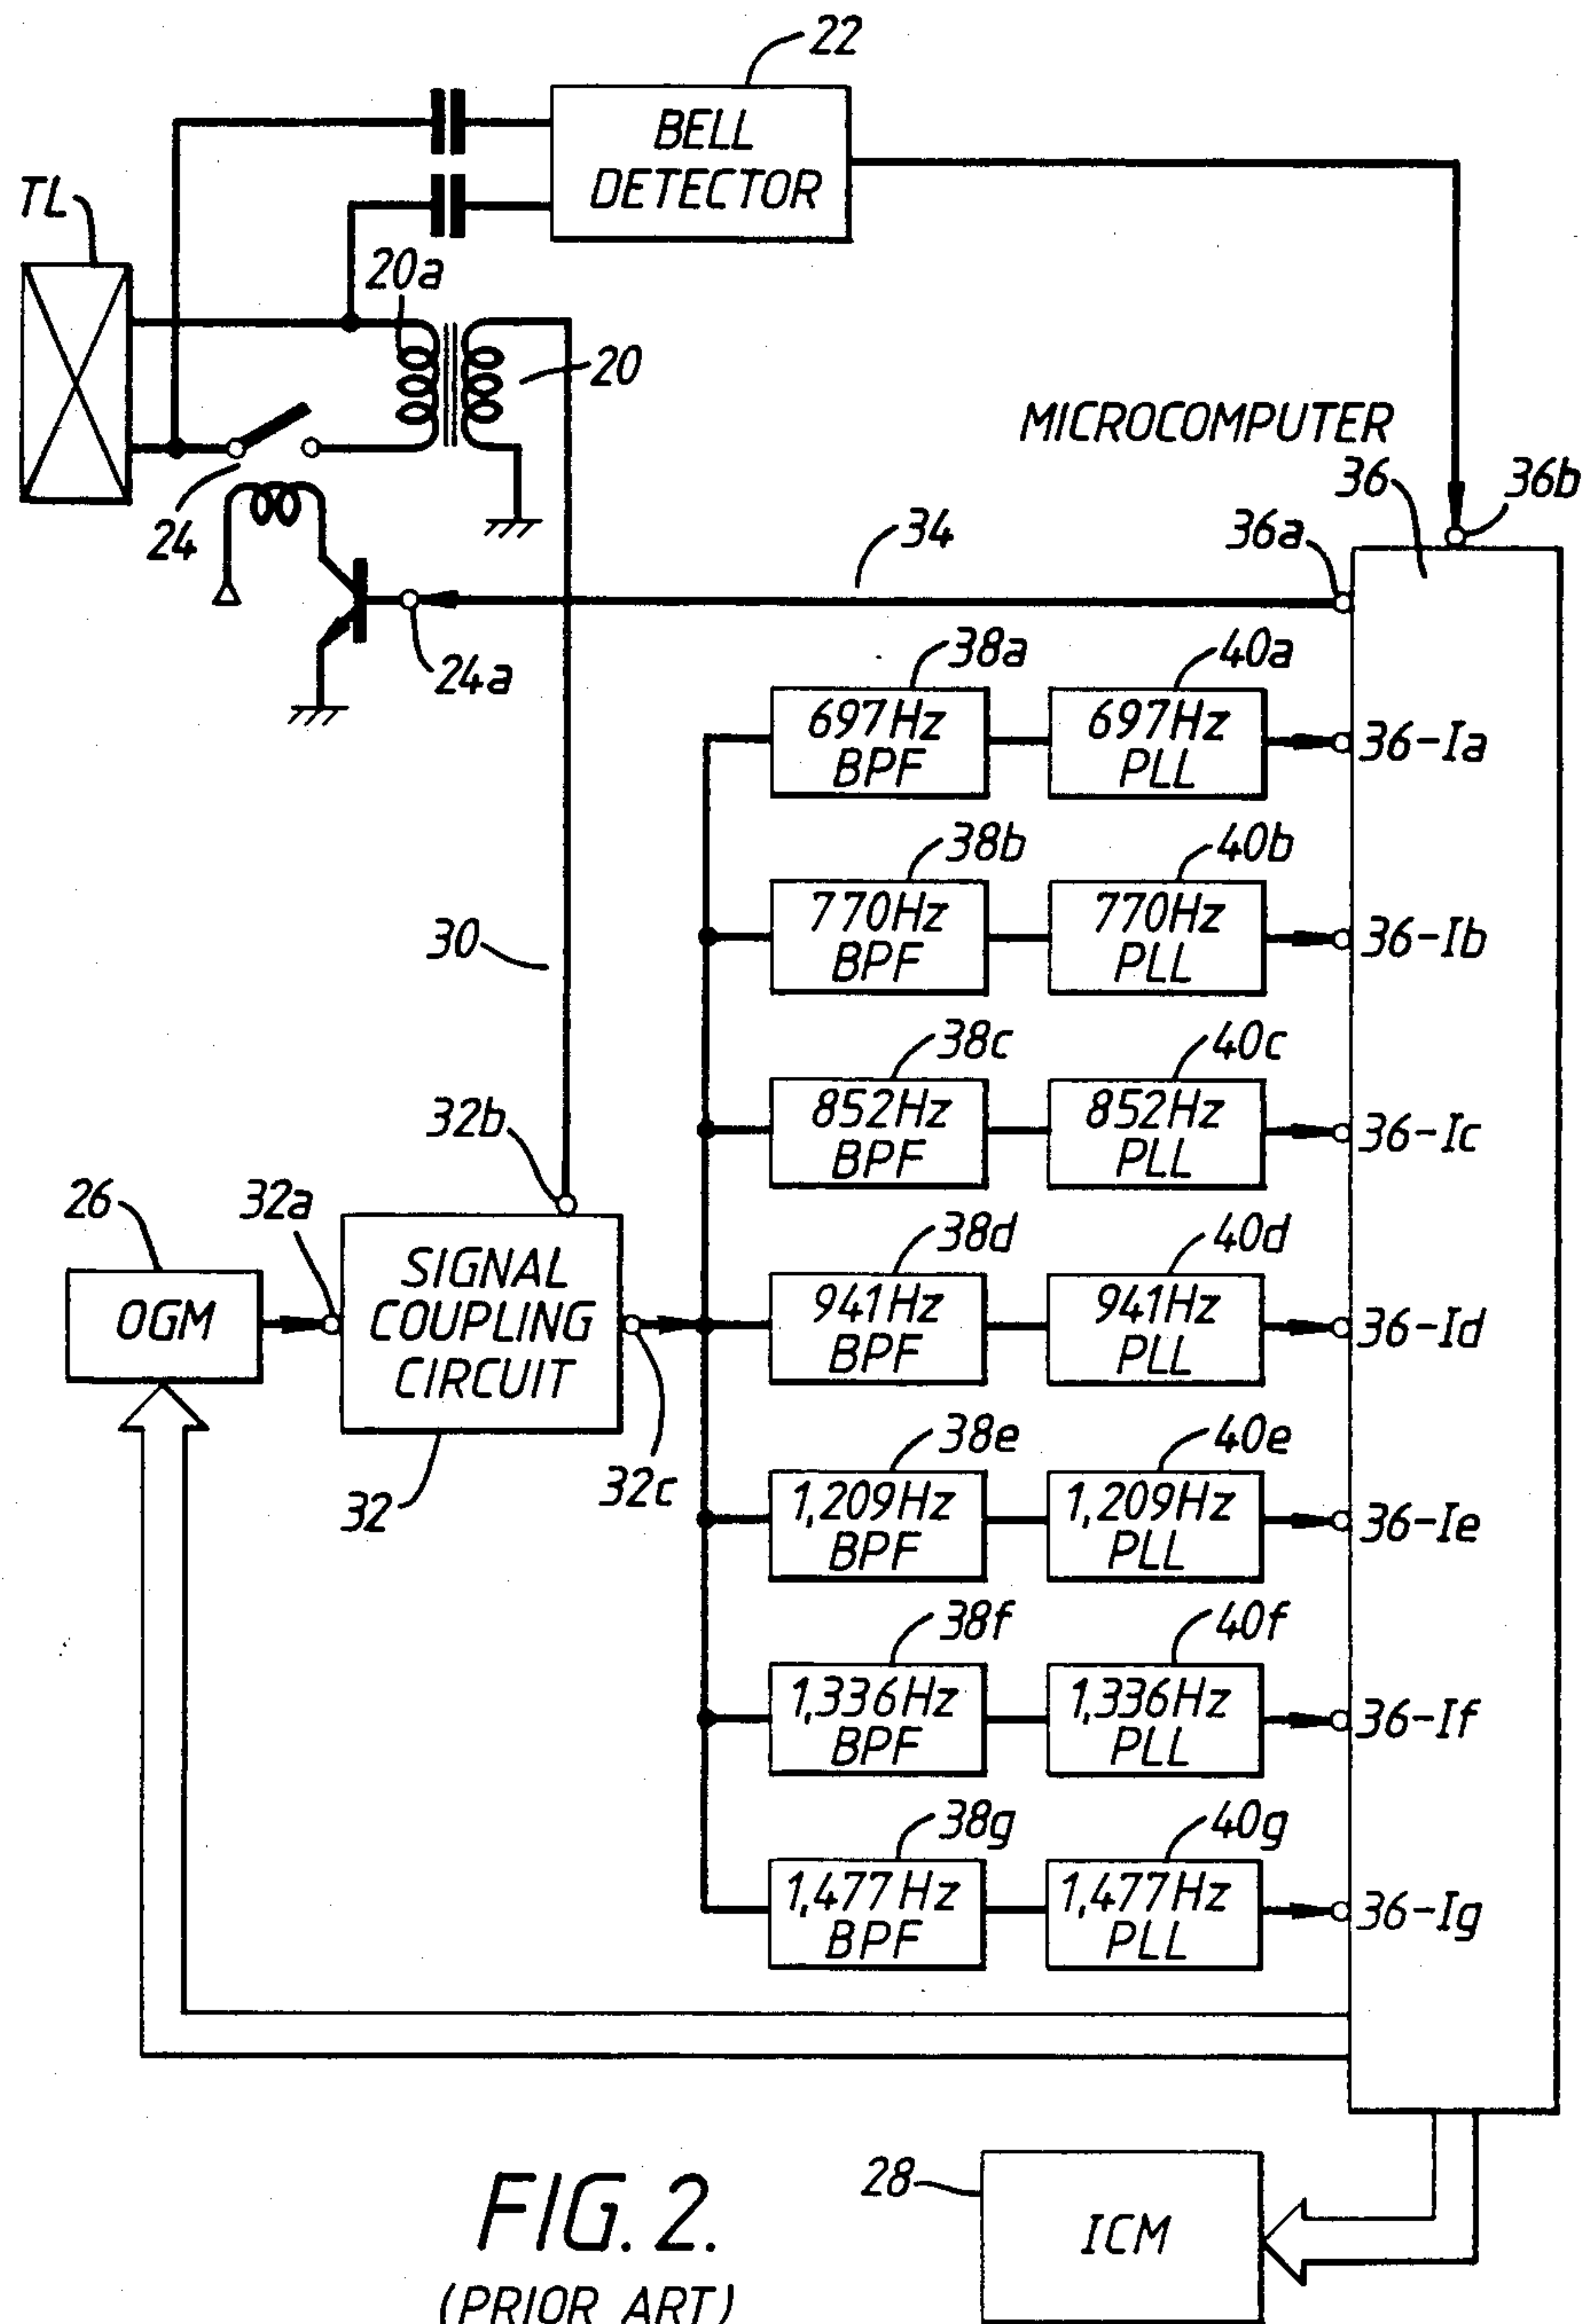 22
BELL
DETECTOR
TL
20a
20
MICROCOMPUTER
36
36b
24
34
36a
24a
38a
40a
697Hz
BPF
697Hz
PLL
36-Ia
38b
40b
770Hz
BPF
770Hz
PLL
36-Ib
30
38c
40c
852Hz
BPF
852Hz
PLL
36-Ic
32b
26
32a
38d
40d
OGM
SIGNAL
COUPLING
CIRCUIT
941Hz
BPF
941Hz
PLL
36-Id
32
32c
38e
40e
1,209Hz
BPF
1,209Hz
PLL
36-Ie
38f
40f
1,336Hz
BPF
1,336Hz
PLL
36-If
38g
40g
1,477Hz
BPF
1,477Hz
PLL
36-Ig
28
ICM
FIG. 2.
(PRIOR ART)